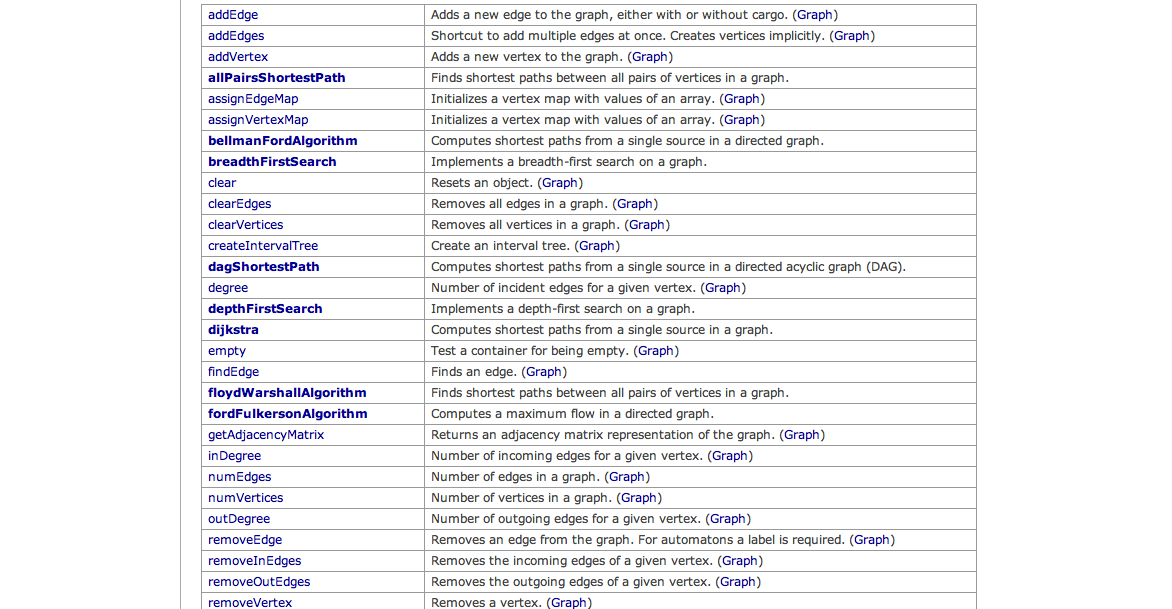 addEdge Adds a new edge to the graph, either with or without cargo. (Graph)
addEdges Shortcut to add multiple edges at once. Creates vertices implicitly. (Graph)
addVertex Adds a new vertex to the graph. (Graph)
allPairsShortestPath Finds shortest paths between all pairs of vertices in a graph.
assignEdgeMap Initializes a vertex map with values of an array. (Graph)
assignVertexMap Initializes a vertex map with values of an array. (Graph)
bellmanFordAlgorithm Computes shortest paths from a single source in a directed graph.
breadthFirstSearch Implements a breadth-first search on a graph.
clear Resets an object. (Graph)
clearEdges Removes all edges in a graph. (Graph)
clearVertices Removes all vertices in a graph. (Graph)
createIntervalTree Create an interval tree. (Graph)
dagShortestPath Computes shortest paths from a single source in a directed acyclic graph (DAG).
degree Number of incident edges for a given vertex. (Graph)
depthFirstSearch Implements a depth-first search on a graph.
dijkstra Computes shortest paths from a single source in a graph.
empty Test a container for being empty. (Graph)
findEdge Finds an edge. (Graph)
floydWarshallAlgorithm Finds shortest paths between all pairs of vertices in a graph.
fordFulkersonAlgorithm Computes a maximum flow in a directed graph.
getAdjacencyMatrix Returns an adjacency matrix representation of the graph. (Graph)
inDegree Number of incoming edges for a given vertex. (Graph)
numEdges Number of edges in a graph. (Graph)
numVertices Number of vertices in a graph. (Graph)
outDegree Number of outgoing edges for a given vertex. (Graph)
removeEdge Removes an edge from the graph. For automatons a label is required. (Graph)
removeInEdges Removes the incoming edges of a given vertex. (Graph)
removeOutEdges Removes the outgoing edges of a given vertex. (Graph)
removeVertex Removes a vertex. (Graph)